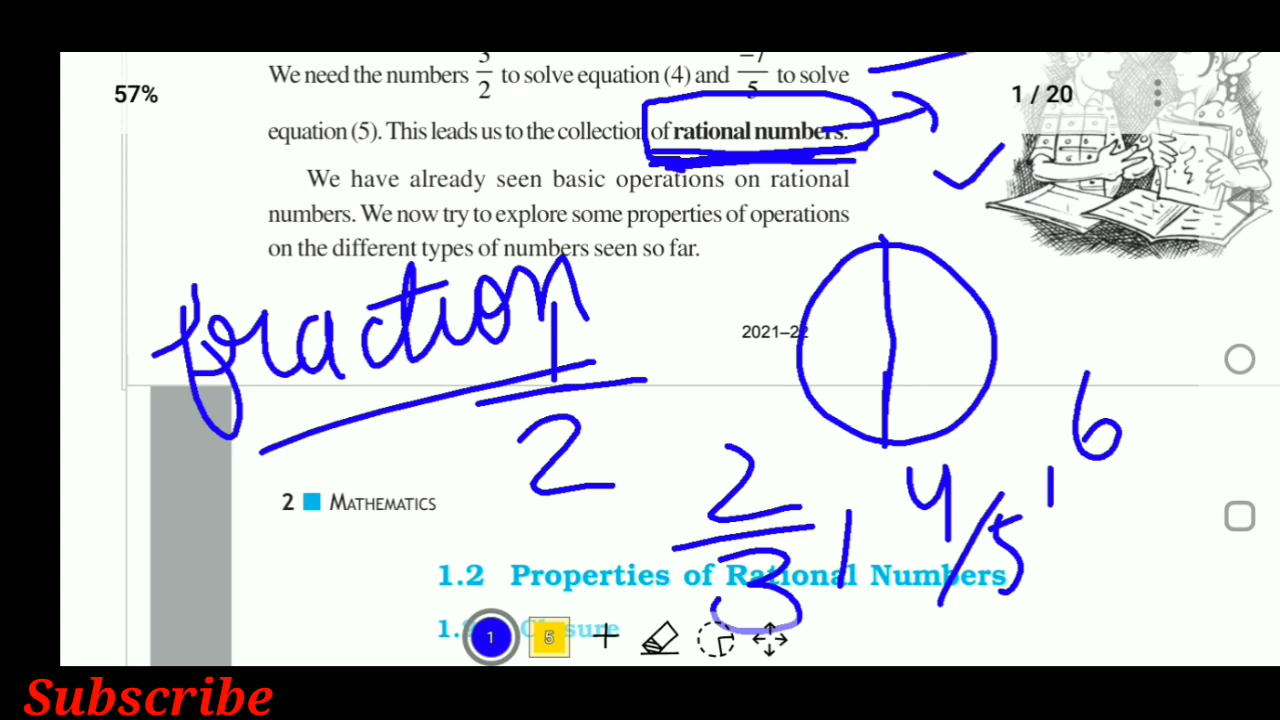 57%
1 / 20
We need the numbers 3/2 to solve equation (4) and -7/5 to solve
equation (5). This leads us to the collection of rational numbers.
We have already seen basic operations on rational
numbers. We now try to explore some properties of operations
on the different types of numbers seen so far.
fraction
1/2
2021–22
6
2 MATHEMATICS
2/3, 4/5,
1.2 Properties of Rational Numbers
1 5
Subscribe